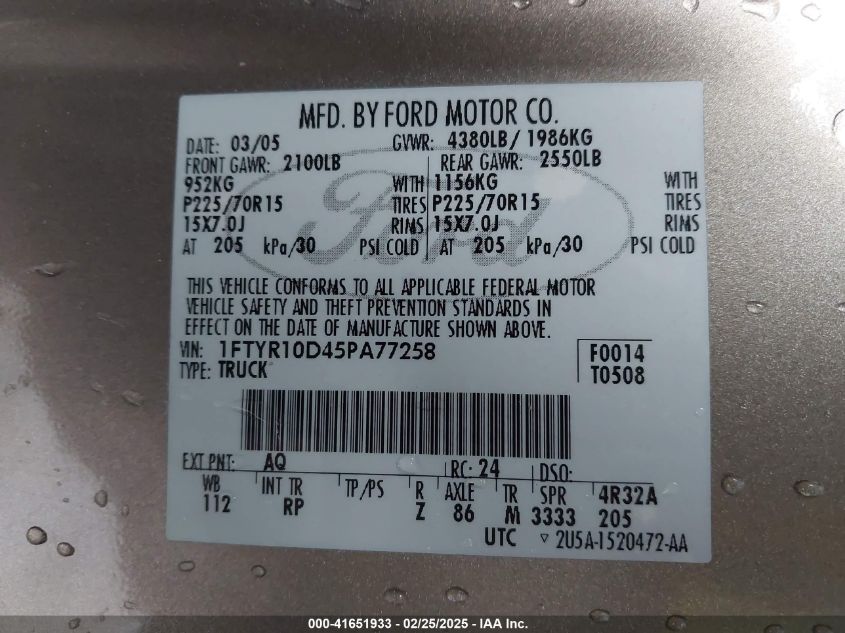 MFD. BY FORD MOTOR CO.
DATE: 03/05 GVWR: 4380LB/ 1986KG
FRONT GAWR: 2100LB REAR GAWR: 2550LB
952KG WITH 1156KG WITH
P225/70R15 TIRES P225/70R15 TIRES
15X7.0J RIMS 15X7.0J RIMS
AT 205 kPa/30 PSI COLD AT 205 kPa/30 PSI COLD
Ford
THIS VEHICLE CONFORMS TO ALL APPLICABLE FEDERAL MOTOR
VEHICLE SAFETY AND THEFT PREVENTION STANDARDS IN
EFFECT ON THE DATE OF MANUFACTURE SHOWN ABOVE.
VIN: 1FTYR10D45PA77258 F0014
TYPE: TRUCK T0508
EXT PNT: AQ RC: 24 DSO:
WB INT TR TP/PS R AXLE TR SPR 4R32A
112 RP Z 86 M 3333 205
UTC ▽ 2U5A-1520472-AA
000-41651933 - 02/25/2025 - IAA Inc.